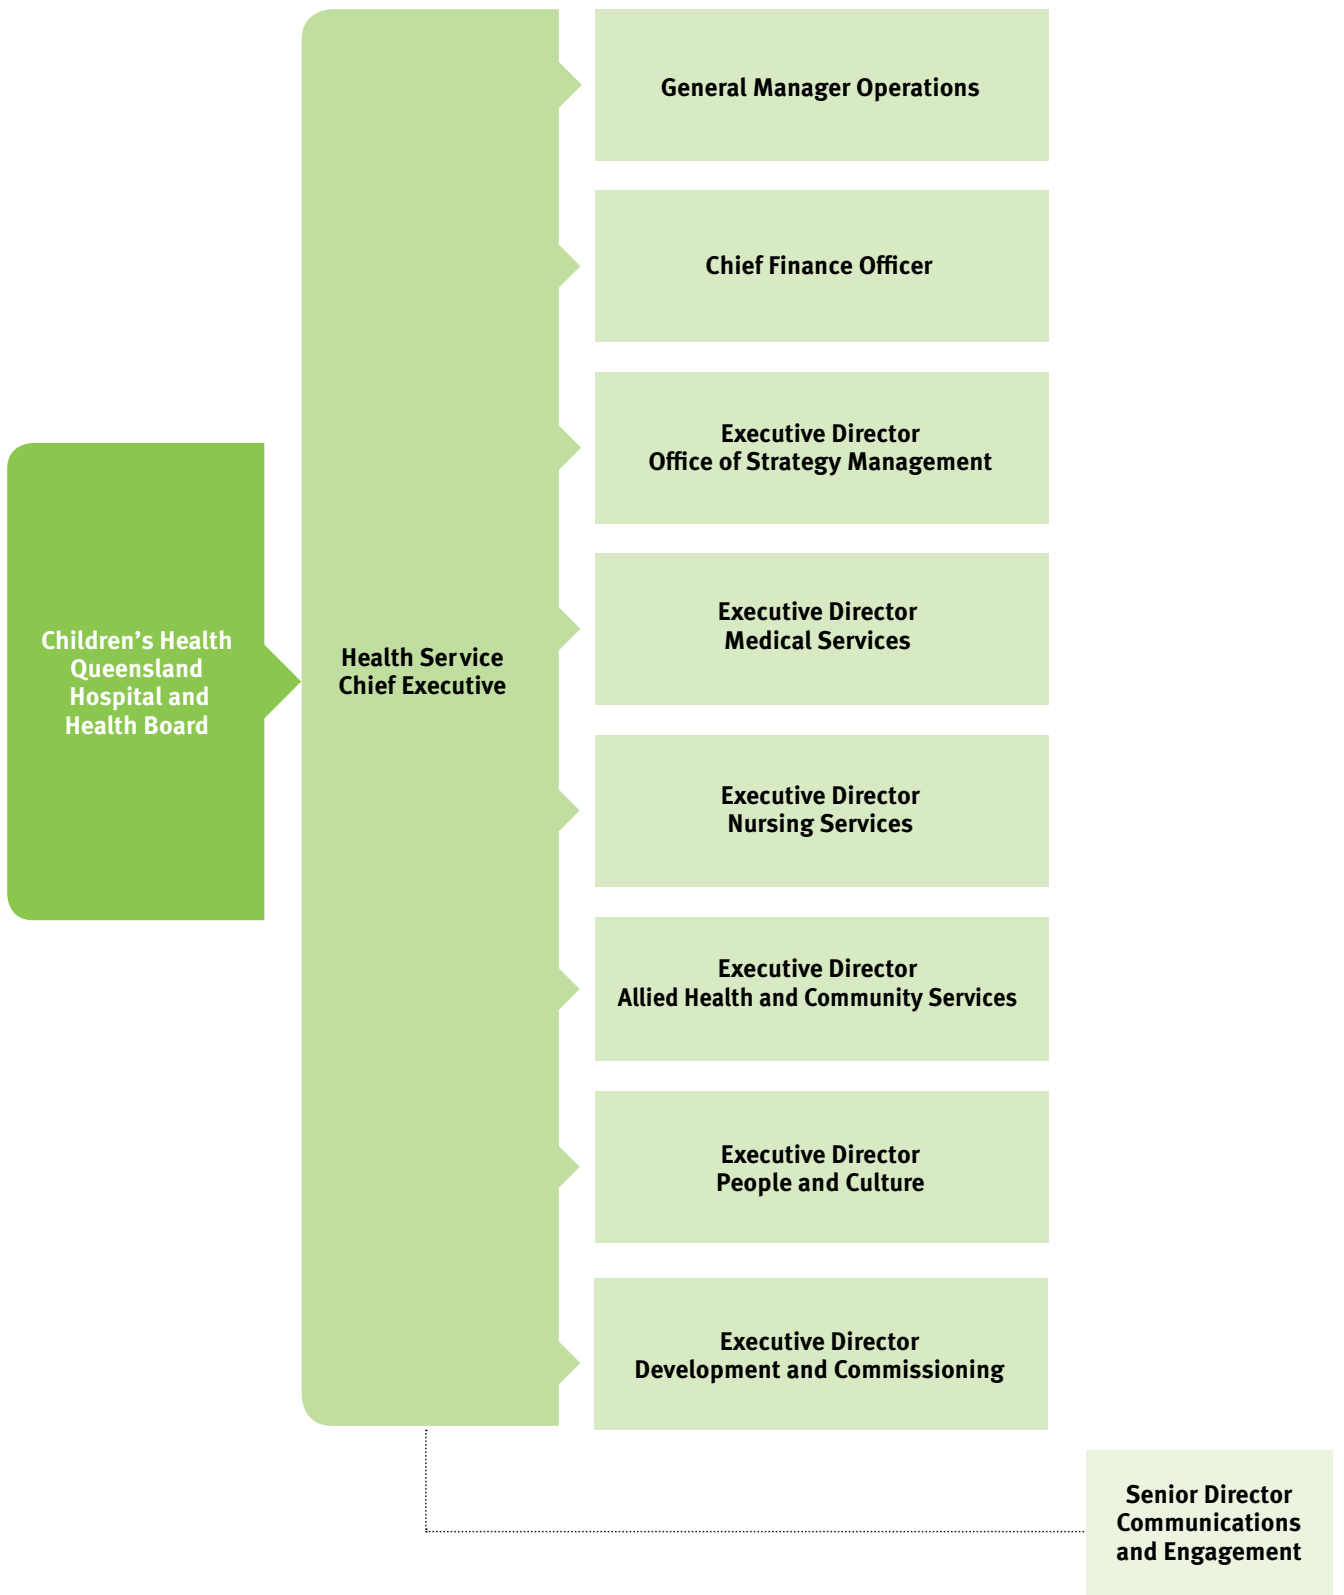 Children’s Health
Queensland
Hospital and
Health Board
Health Service
Chief Executive
General Manager Operations
Chief Finance Officer
Executive Director
Office of Strategy Management
Executive Director
Medical Services
Executive Director
Nursing Services
Executive Director
Allied Health and Community Services
Executive Director
People and Culture
Executive Director
Development and Commissioning
Senior Director
Communications
and Engagement